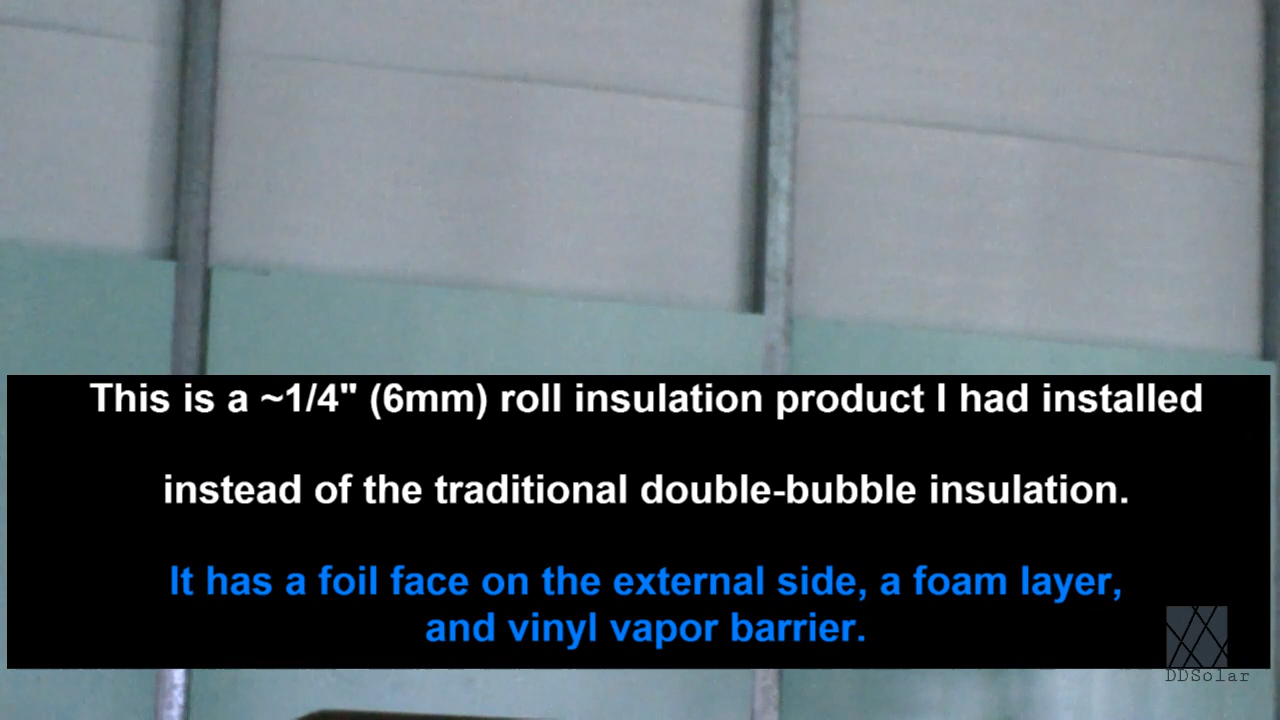 This is a ~1/4" (6mm) roll insulation product I had installed
instead of the traditional double-bubble insulation.
It has a foil face on the external side, a foam layer,
and vinyl vapor barrier.
DDSolar